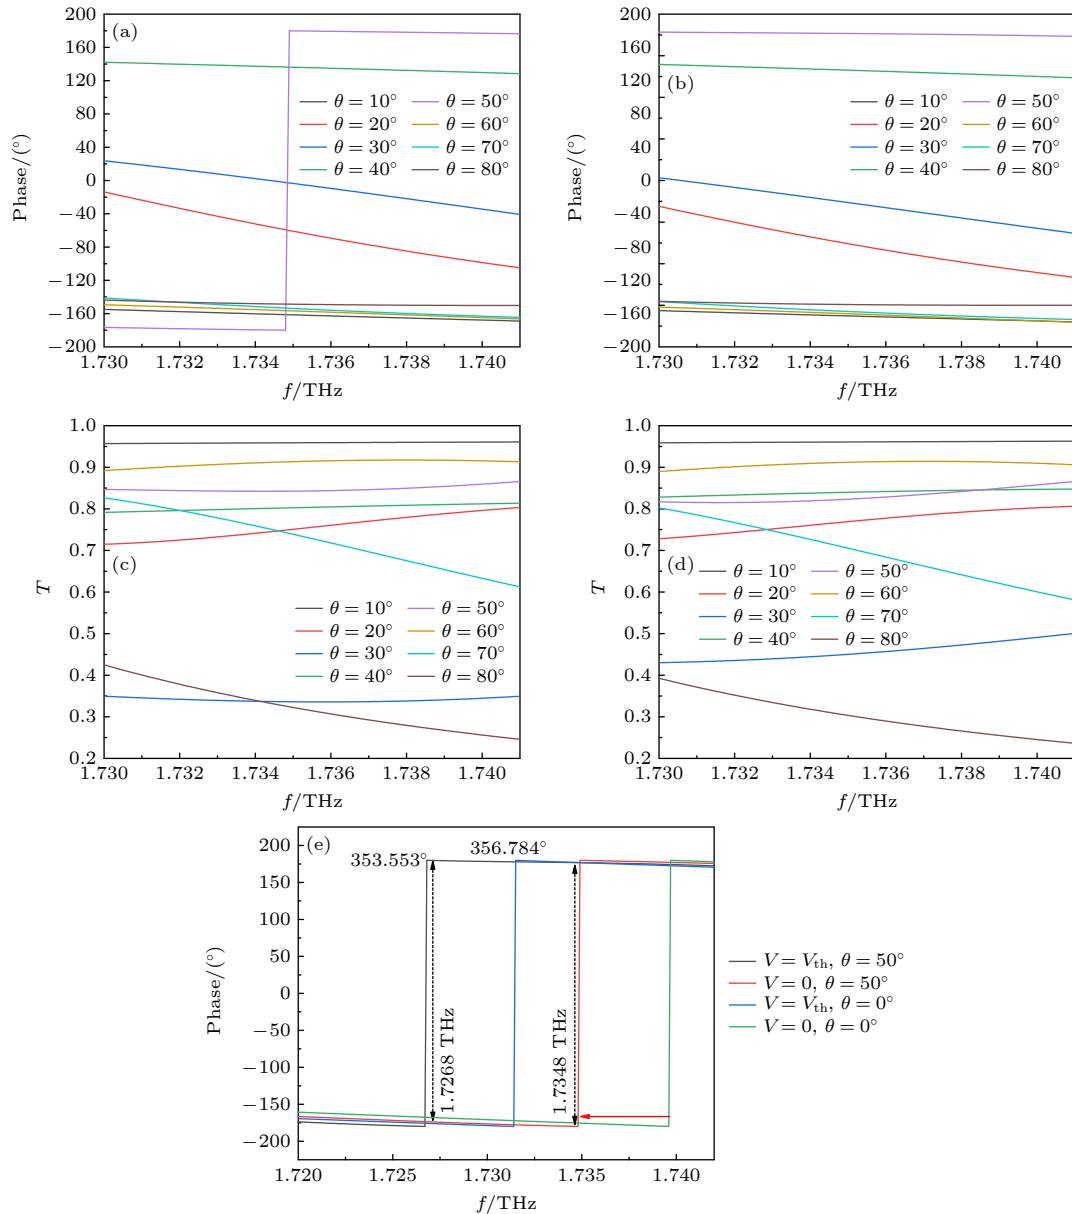 200
160
120
80
40
0
−40
−80
−120
−160
−200
Phase/(°)
(a)
θ = 10°
θ = 20°
θ = 30°
θ = 40°
θ = 50°
θ = 60°
θ = 70°
θ = 80°
1.730 1.732 1.734 1.736 1.738 1.740
f/THz
200
160
120
80
40
0
−40
−80
−120
−160
−200
Phase/(°)
(b)
θ = 10°
θ = 20°
θ = 30°
θ = 40°
θ = 50°
θ = 60°
θ = 70°
θ = 80°
1.730 1.732 1.734 1.736 1.738 1.740
f/THz
1.0
0.9
0.8
0.7
0.6
0.5
0.4
0.3
0.2
T
(c)
θ = 10°
θ = 20°
θ = 30°
θ = 40°
θ = 50°
θ = 60°
θ = 70°
θ = 80°
1.730 1.732 1.734 1.736 1.738 1.740
f/THz
1.0
0.9
0.8
0.7
0.6
0.5
0.4
0.3
0.2
T
(d)
θ = 10°
θ = 20°
θ = 30°
θ = 40°
θ = 50°
θ = 60°
θ = 70°
θ = 80°
1.730 1.732 1.734 1.736 1.738 1.740
f/THz
200
150
100
50
0
−50
−100
−150
−200
Phase/(°)
(e)
353.553°
356.784°
1.7268 THz
1.7348 THz
1.720 1.725 1.730 1.735 1.740
f/THz
V = Vth, θ = 50°
V = 0, θ = 50°
V = Vth, θ = 0°
V = 0, θ = 0°